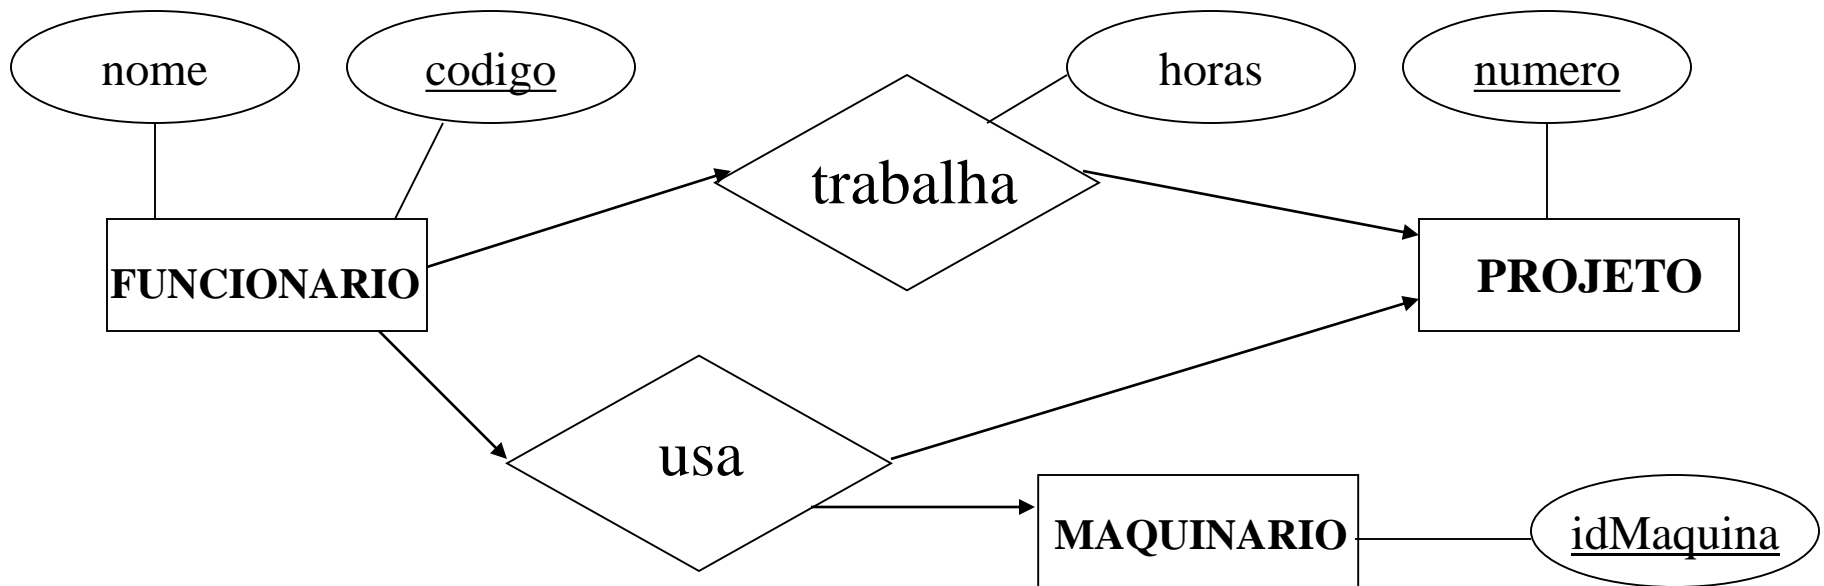 nome
codigo
horas
numero
trabalha
FUNCIONARIO
PROJETO
usa
MAQUINARIO
idMaquina